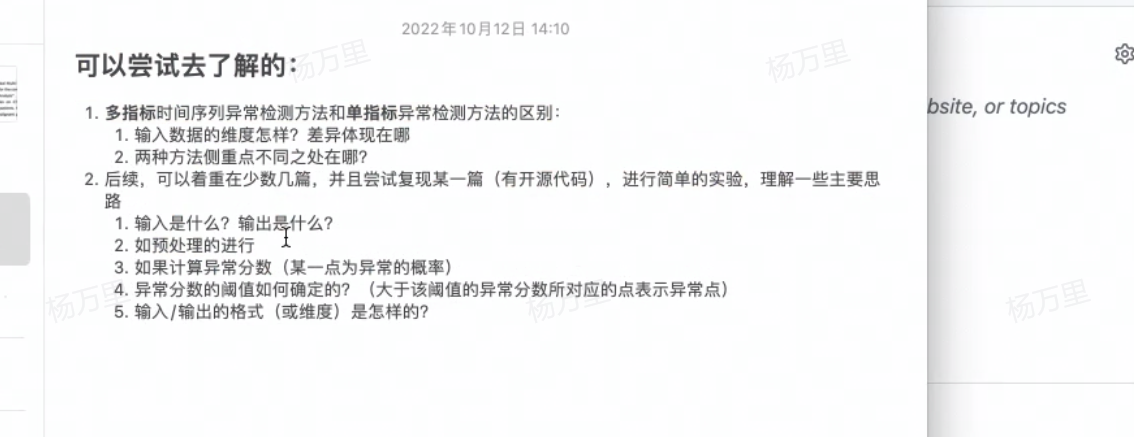 2022年10月12日 14:10
可以尝试去了解的：
1. 多指标时间序列异常检测方法和单指标异常检测方法的区别：
1. 输入数据的维度怎样？差异体现在哪
2. 两种方法侧重点不同之处在哪？
2. 后续，可以着重在少数几篇，并且尝试复现某一篇（有开源代码），进行简单的实验，理解一些主要思
路
1. 输入是什么？输出是什么？
2. 如预处理的进行
3. 如果计算异常分数（某一点为异常的概率）
4. 异常分数的阈值如何确定的？（大于该阈值的异常分数所对应的点表示异常点）
5. 输入/输出的格式（或维度）是怎样的？
bsite, or topics
杨万里
杨万里
杨万里
杨万里
杨万里